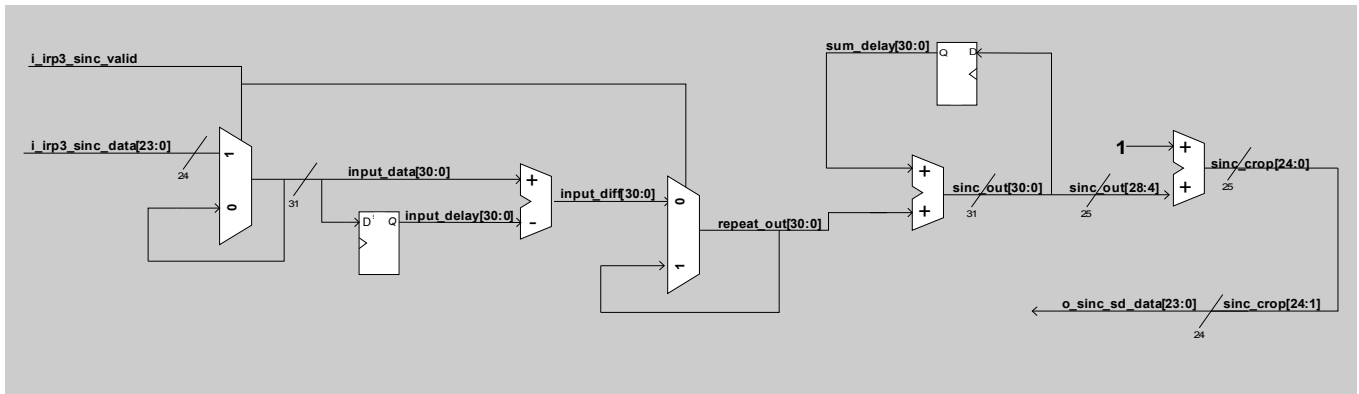 sum_delay[30:0]
Q
D
i_irp3_sinc_valid
i_irp3_sinc_data[23:0]
24
1
0
31
input_data[30:0]
D
Q
input_delay[30:0]
+
-
input_diff[30:0]
0
1
repeat_out[30:0]
+
+
sinc_out[30:0]
31
sinc_out[28:4]
25
1
+
+
sinc_crop[24:0]
25
o_sinc_sd_data[23:0]
24
sinc_crop[24:1]